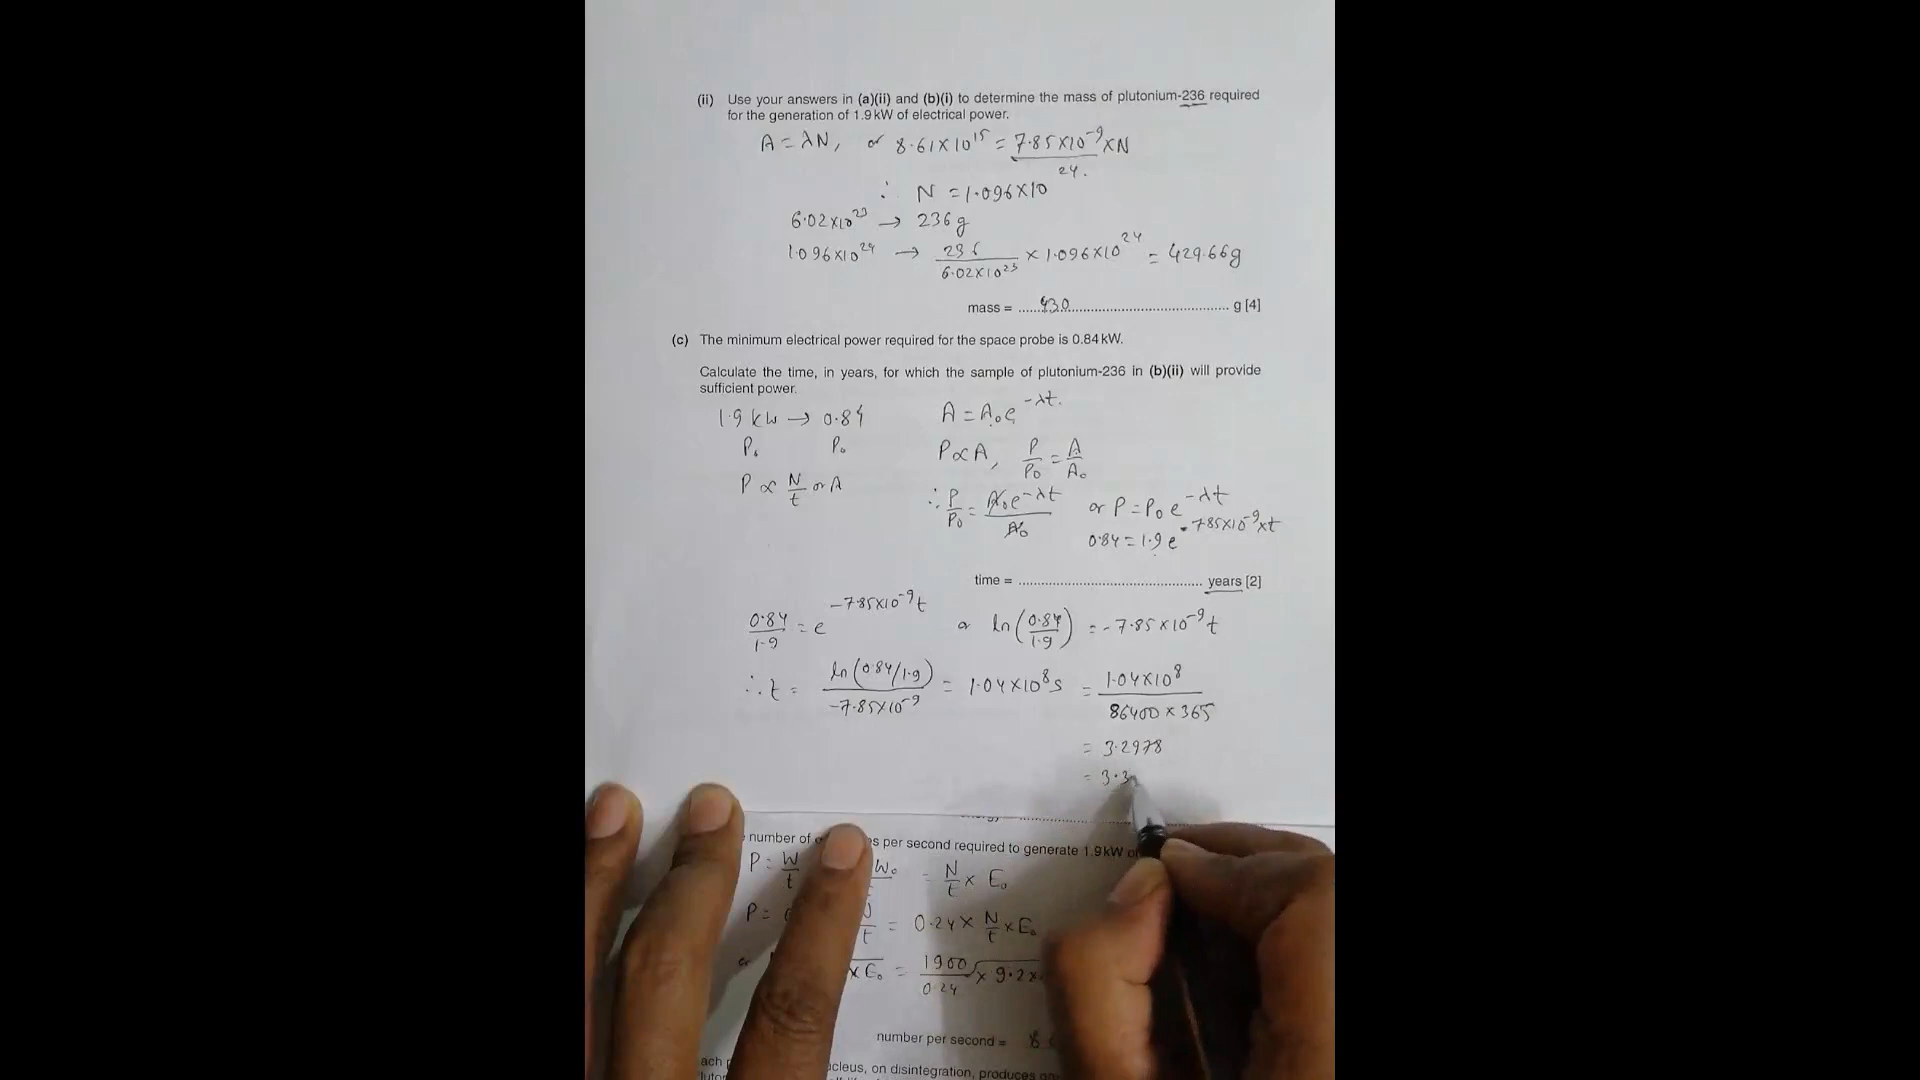 (ii) Use your answers in (a)(ii) and (b)(i) to determine the mass of plutonium-236 required
for the generation of 1.9 kW of electrical power.
A = λN, or 8.61×10^15 = 7.85×10^-9 × N
∴ N = 1.096×10^24.
6.02×10^23 → 236 g
1.096×10^24 → 236/6.02×10^23 × 1.096×10^24 = 429.66g
mass = 430 g [4]
(c) The minimum electrical power required for the space probe is 0.84 kW.
Calculate the time, in years, for which the sample of plutonium-236 in (b)(ii) will provide
sufficient power.
1.9 kW → 0.84
P₀ P₀
P ∝ N/t or A
A = A₀e^-λt.
P ∝ A, P/P₀ = A/A₀
∴ P/P₀ = A₀e^-λt/A₀ or P = P₀ e^-λt
0.84 = 1.9 e^-7.85×10^-9×t
time = years [2]
0.84/1.9 = e^-7.85×10^-9 t or ln(0.84/1.9) = -7.85×10^-9 t
∴ t = ln(0.84/1.9)/-7.85×10^-9 = 1.04×10^8 s = 1.04×10^8/86400×365
= 3.2978
= 3.3
number of per second required to generate 1.9 kW
P = W/t = N/t × E₀
P = = 0.24 × N/t × E₀
× E₀ = 1900/0.24 × 9.2×
number per second = 8
on disintegration, produces